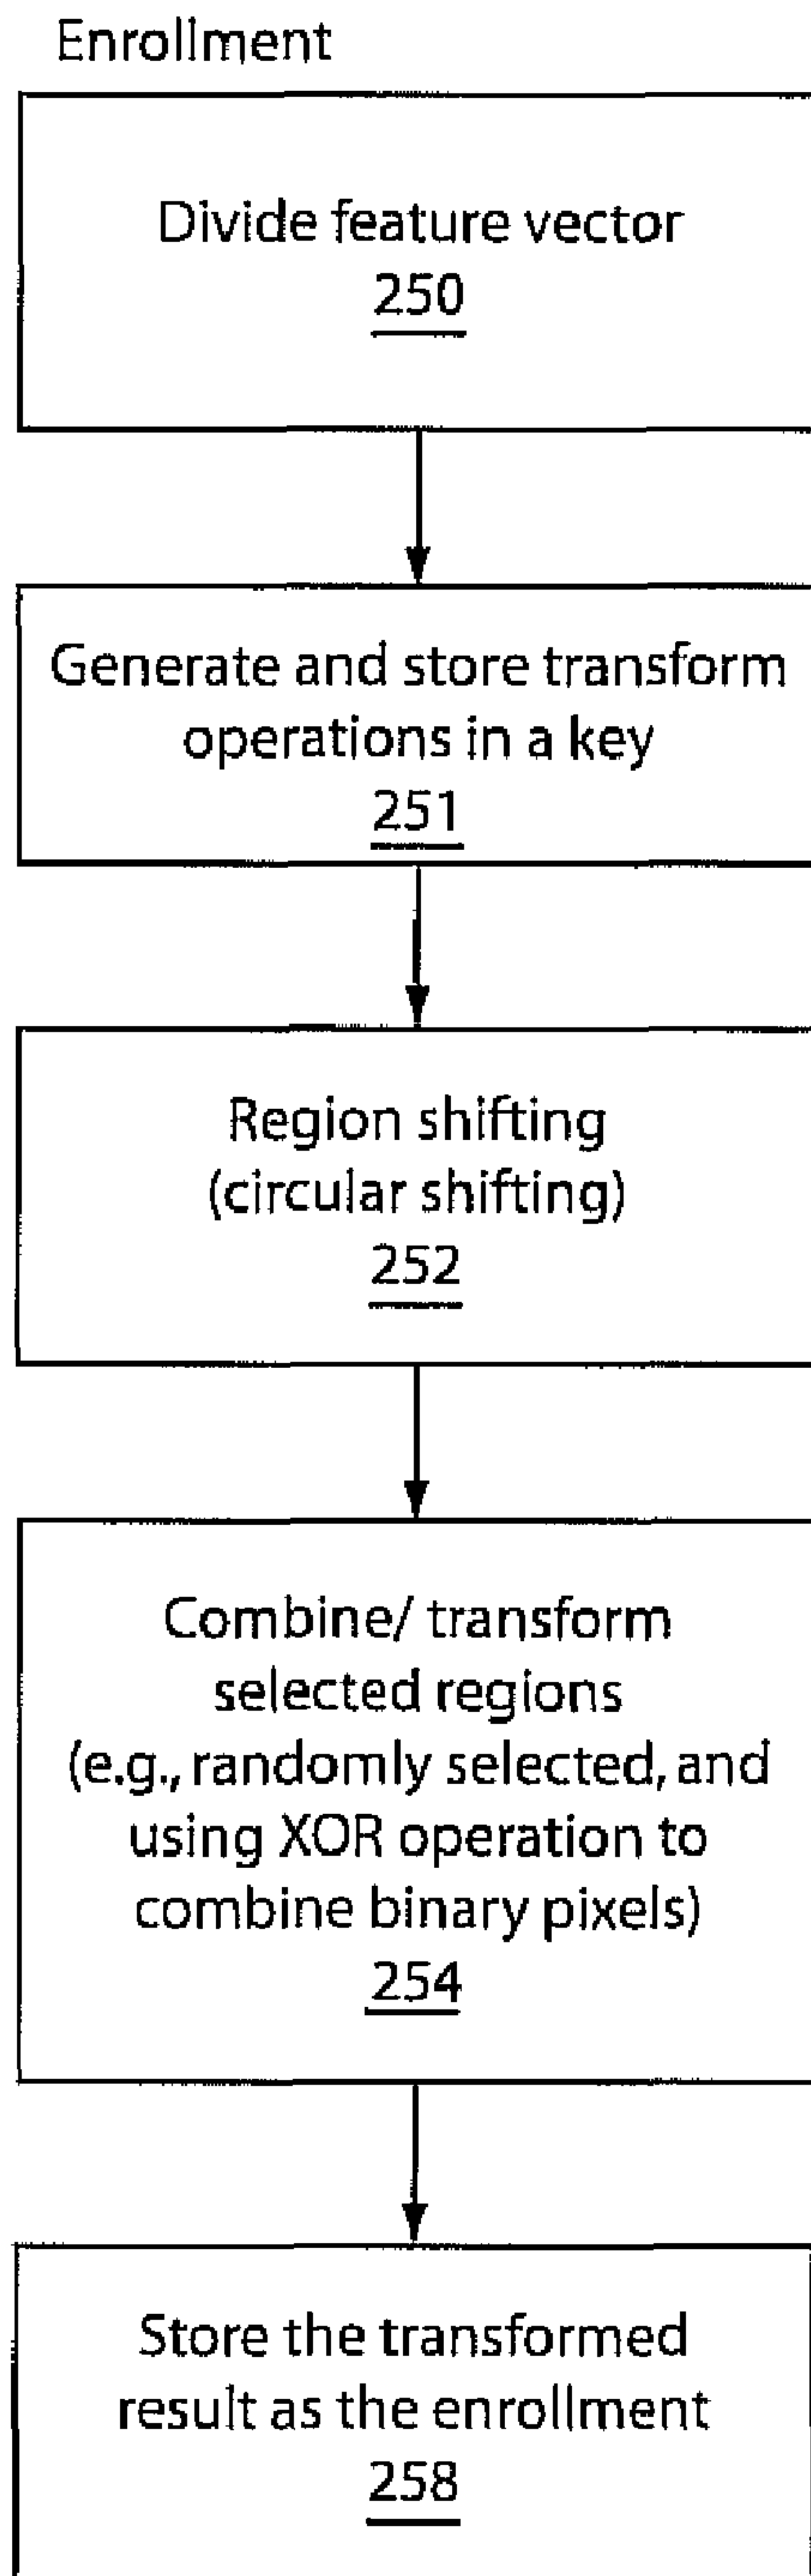 Enrollment
Divide feature vector
250
Generate and store transform
operations in a key
251
Region shifting
(circular shifting)
252
Combine/ transform
selected regions
(e.g., randomly selected, and
using XOR operation to
combine binary pixels)
254
Store the transformed
result as the enrollment
258